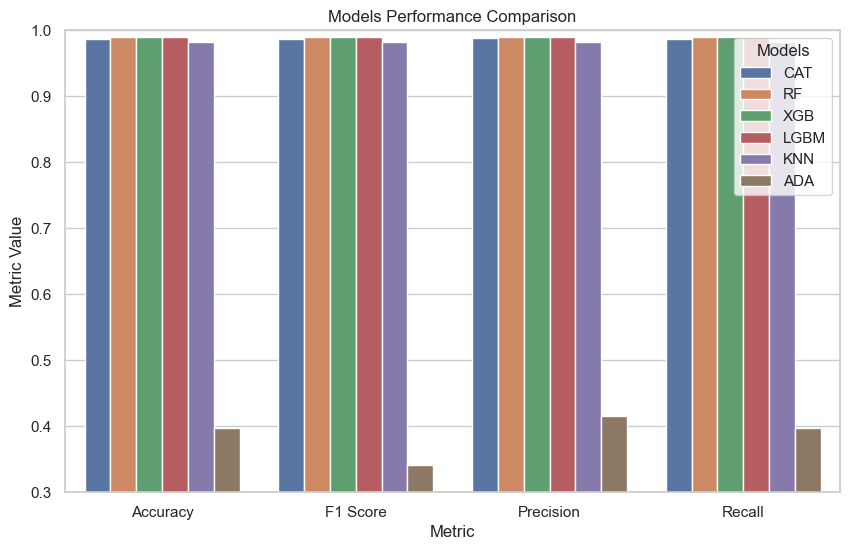 Models Performance Comparison
Metric Value
1.0
0.9
0.8
0.7
0.6
0.5
0.4
0.3
Models
CAT
RF
XGB
LGBM
KNN
ADA
Accuracy
F1 Score
Precision
Recall
Metric